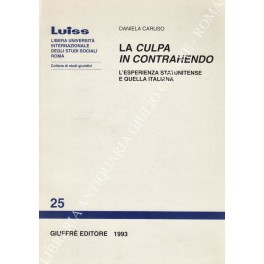 Luiss
LIBERA UNIVERSITÀ
INTERNAZIONALE
DEGLI STUDI SOCIALI
ROMA
Collana di studi giuridici
DANIELA CARUSO
LA CULPA
IN CONTRAHENDO
L'ESPERIENZA STATUNITENSE
E QUELLA ITALIANA
25
GIUFFRÈ EDITORE 1993